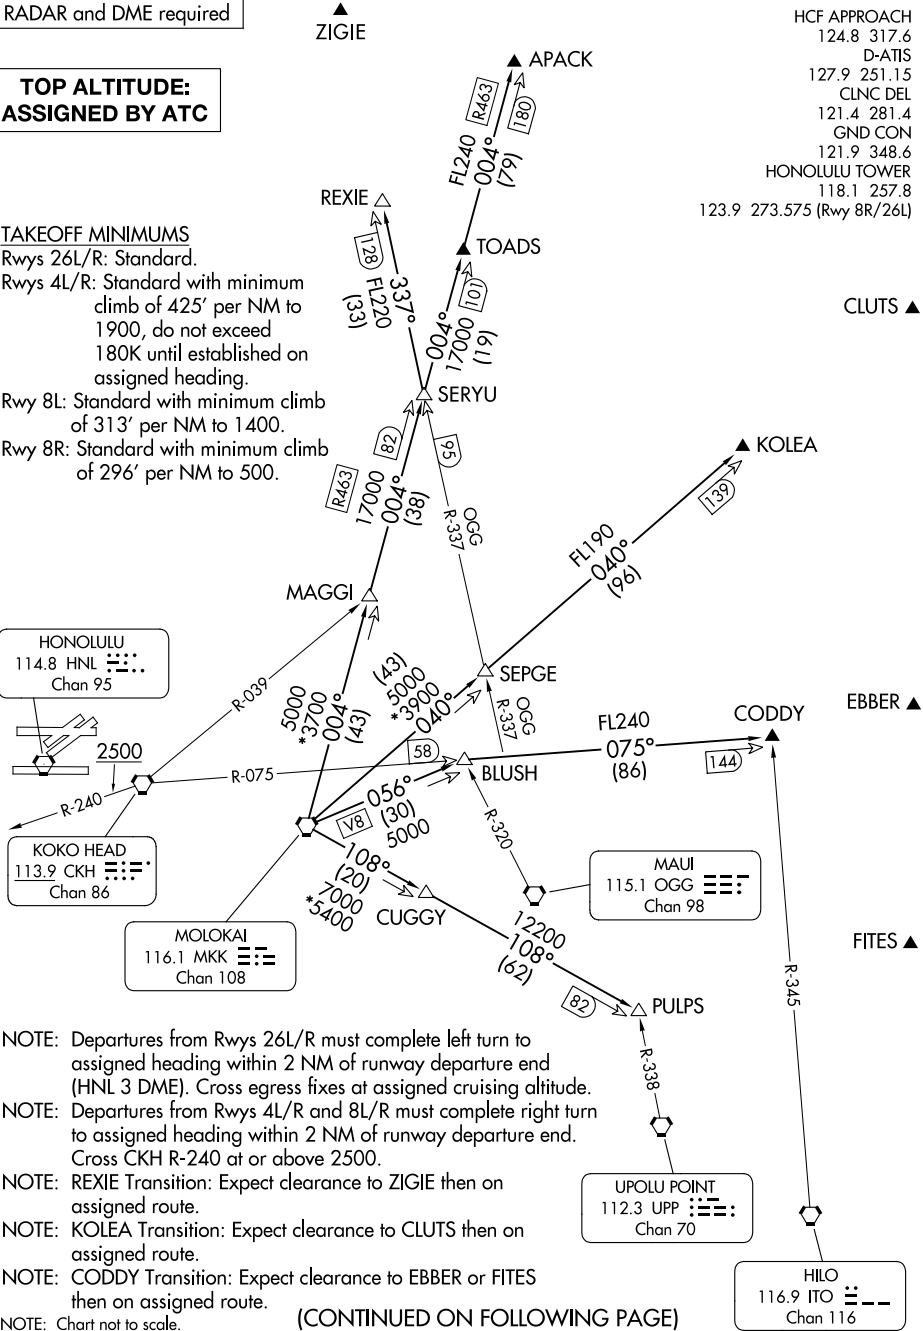 RADAR and DME required
ZIGIE
TOP ALTITUDE:
ASSIGNED BY ATC
HCF APPROACH
124.8 317.6
D-ATIS
127.9 251.15
CLNC DEL
121.4 281.4
GND CON
121.9 348.6
HONOLULU TOWER
118.1 257.8
123.9 273.575 (Rwy 8R/26L)
APACK
R463
180
FL240
004°
(79)
REXIE
128
FL220
(33)
337°
TOADS
101
004°
17000
(19)
TAKEOFF MINIMUMS
Rwys 26L/R: Standard.
Rwys 4L/R: Standard with minimum
climb of 425' per NM to
1900, do not exceed
180K until established on
assigned heading.
Rwy 8L: Standard with minimum climb
of 313' per NM to 1400.
Rwy 8R: Standard with minimum climb
of 296' per NM to 500.
CLUTS
SERYU
82
95
R463
17000
004°
(38)
OGG
R-337
KOLEA
139
FL190
040°
(96)
MAGGI
HONOLULU
114.8 HNL
Chan 95
R-039
5000
*3700
004°
(43)
(43)
5000
*3900
040°
SEPGE
OGG
R-337
EBBER
2500
R-240
R-075
58
BLUSH
FL240
075°
(86)
CODDY
144
V8
056°
(30)
5000
R-320
KOKO HEAD
113.9 CKH
Chan 86
108°
(20)
7000
*5400
CUGGY
MAUI
115.1 OGG
Chan 98
MOLOKAI
116.1 MKK
Chan 108
12200
108°
(62)
FITES
82
PULPS
R-345
R-338
NOTE: Departures from Rwys 26L/R must complete left turn to
assigned heading within 2 NM of runway departure end
(HNL 3 DME). Cross egress fixes at assigned cruising altitude.
NOTE: Departures from Rwys 4L/R and 8L/R must complete right turn
to assigned heading within 2 NM of runway departure end.
Cross CKH R-240 at or above 2500.
NOTE: REXIE Transition: Expect clearance to ZIGIE then on
assigned route.
NOTE: KOLEA Transition: Expect clearance to CLUTS then on
assigned route.
NOTE: CODDY Transition: Expect clearance to EBBER or FITES
then on assigned route.
NOTE: Chart not to scale.
UPOLU POINT
112.3 UPP
Chan 70
HILO
116.9 ITO
Chan 116
(CONTINUED ON FOLLOWING PAGE)